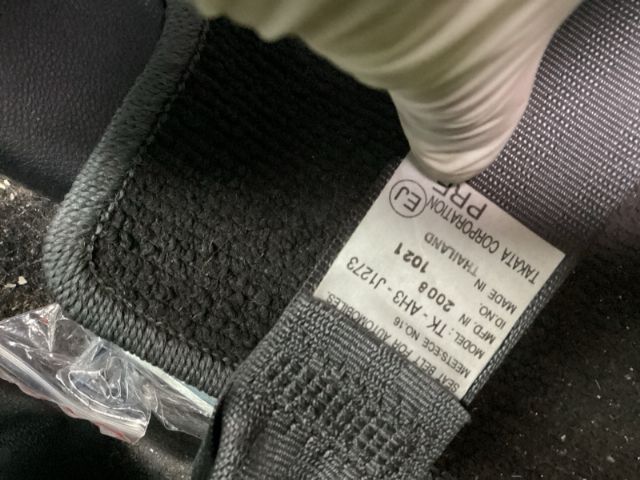 SEAT BELT FOR AUTOMOBILES.
MEETS:ECE NO.16
MODEL: TK-AH3-J1273
MFD. IN 2008 1021
ID.NO.
MADE IN THAILAND
TAKATA CORPORATION
EJ
PRE